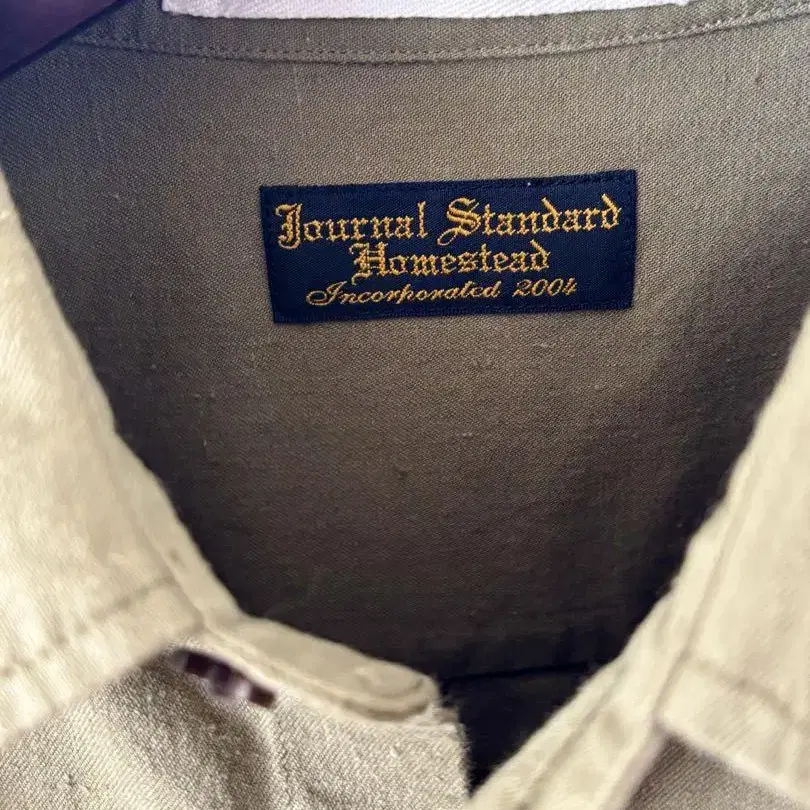 Journal Standard
Homestead
Incorporated 2004